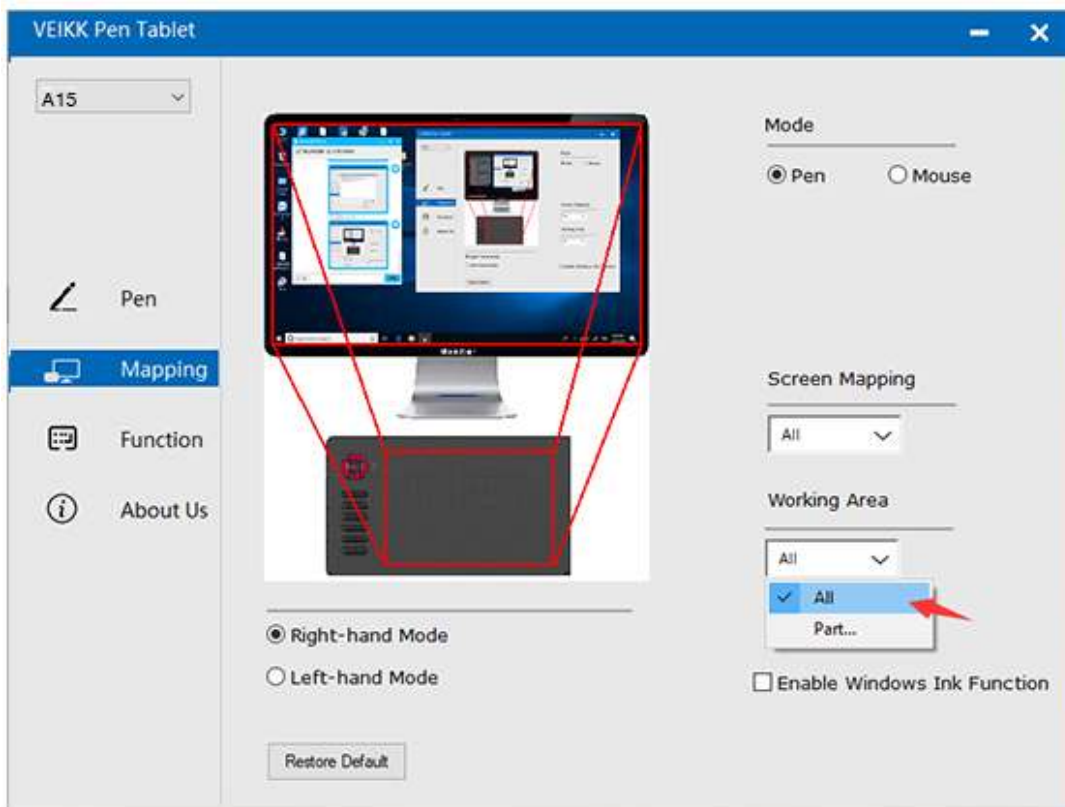 VEIKK Pen Tablet
A15
Pen
Mapping
Function
About Us
Monitor
Right-hand Mode
Left-hand Mode
Restore Default
Mode
Pen
Mouse
Screen Mapping
All
Working Area
All
All
Part...
Enable Windows Ink Function